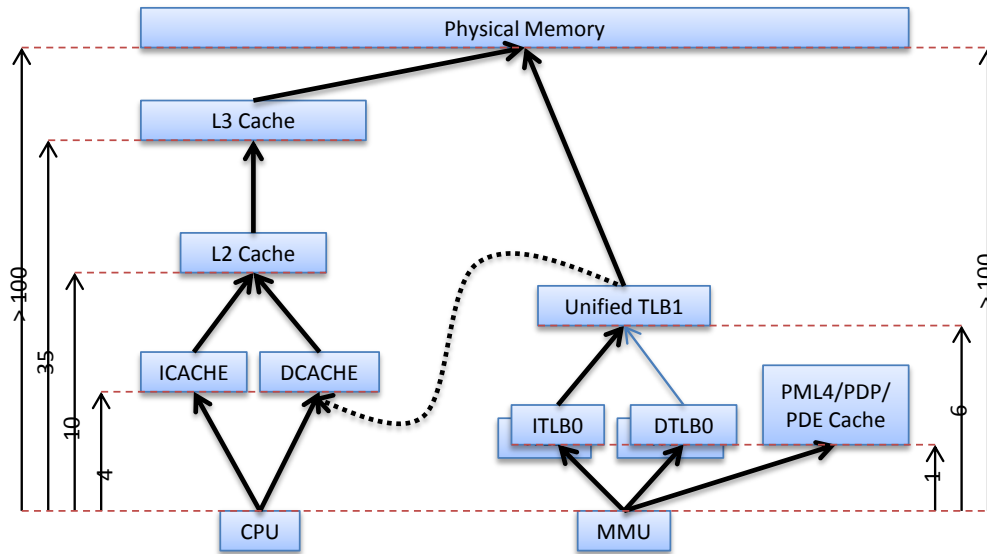 Physical Memory
L3 Cache
L2 Cache
Unified TLB1
ICACHE
DCACHE
PML4/PDP/
PDE Cache
ITLB0
DTLB0
CPU
MMU
> 100
35
10
4
1
6
> 100